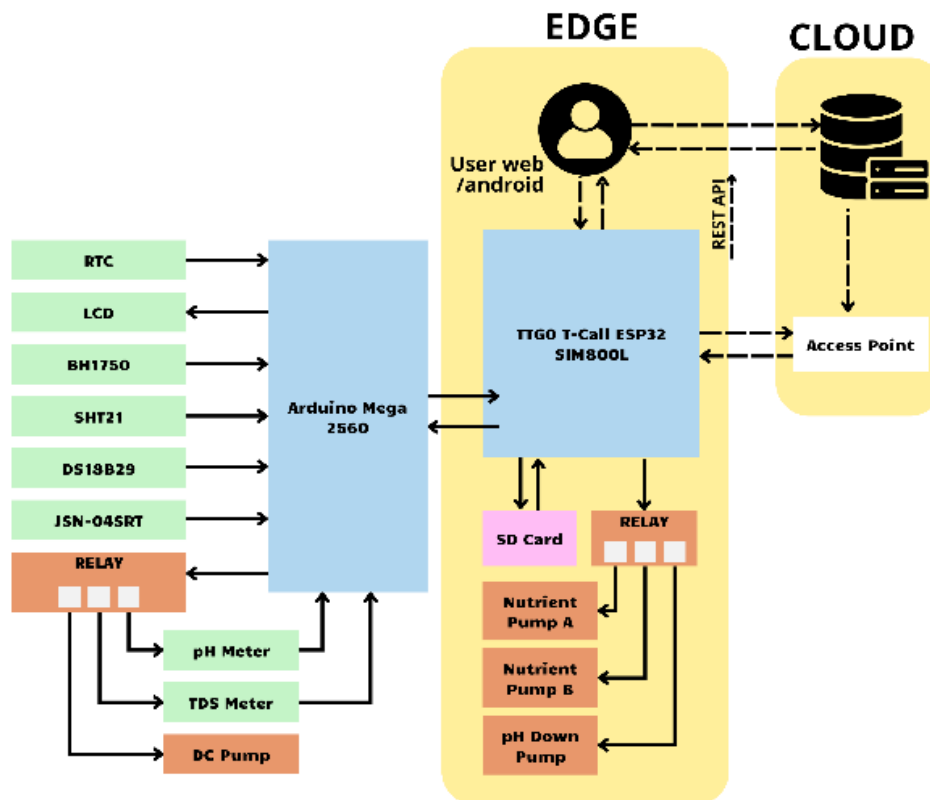 EDGE
CLOUD
User web
/android
REST API
RTC
LCD
BH1750
SHT21
DS18B29
JSN-04SRT
RELAY
Arduino Mega
2560
TTGO T-Call ESP32
SIM800L
Access Point
SD Card
RELAY
pH Meter
TDS Meter
DC Pump
Nutrient
Pump A
Nutrient
Pump B
pH Down
Pump